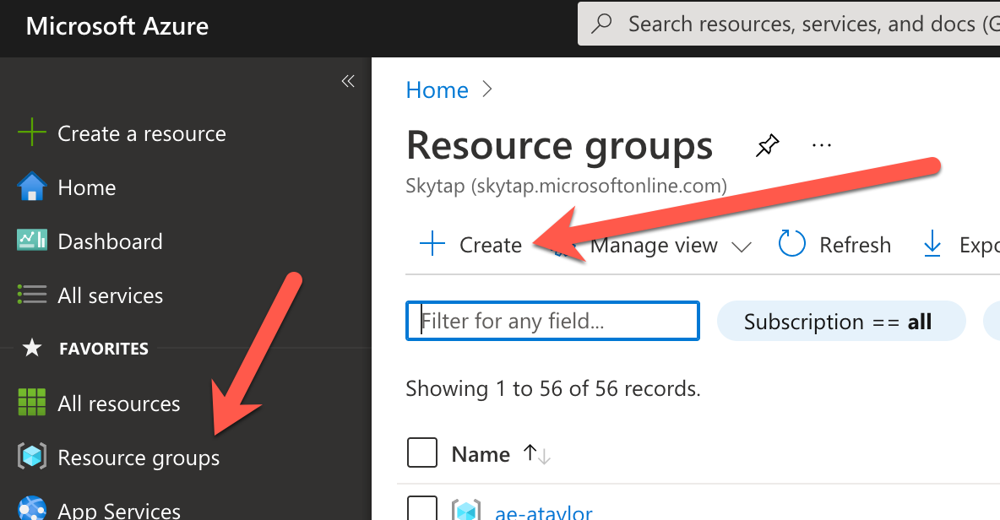 Microsoft Azure
Search resources, services, and docs (G
Create a resource
Home
Dashboard
All services
FAVORITES
All resources
Resource groups
App Services
Home
Resource groups
Skytap (skytap.microsoftonline.com)
Create
Manage view
Refresh
Expo
Filter for any field...
Subscription == all
Showing 1 to 56 of 56 records.
Name
ae-ataylor